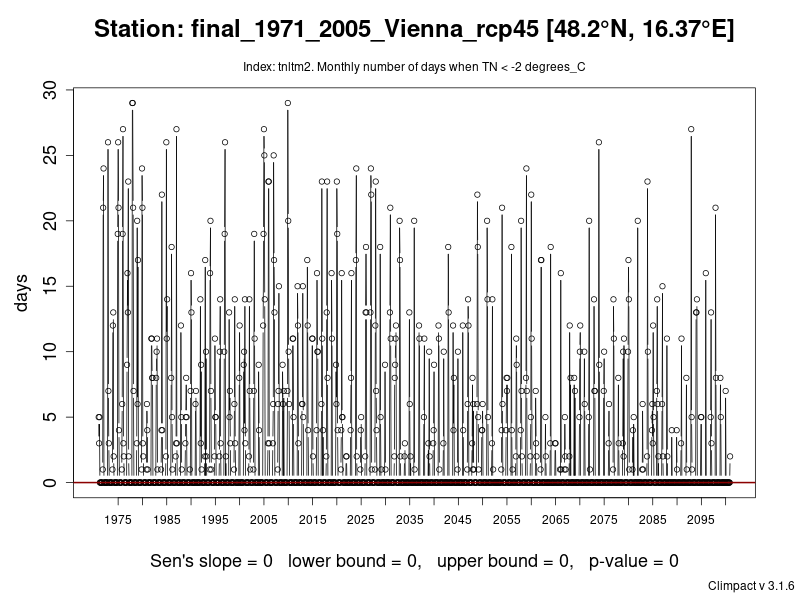 Station: final_1971_2005_Vienna_rcp45 [48.2°N, 16.37°E]
Index: tnltm2. Monthly number of days when TN < -2 degrees_C
30
25
20
15
10
5
0
days
1975 1985 1995 2005 2015 2025 2035 2045 2055 2065 2075 2085 2095
Sen's slope = 0 lower bound = 0, upper bound = 0, p-value = 0
Climpact v 3.1.6